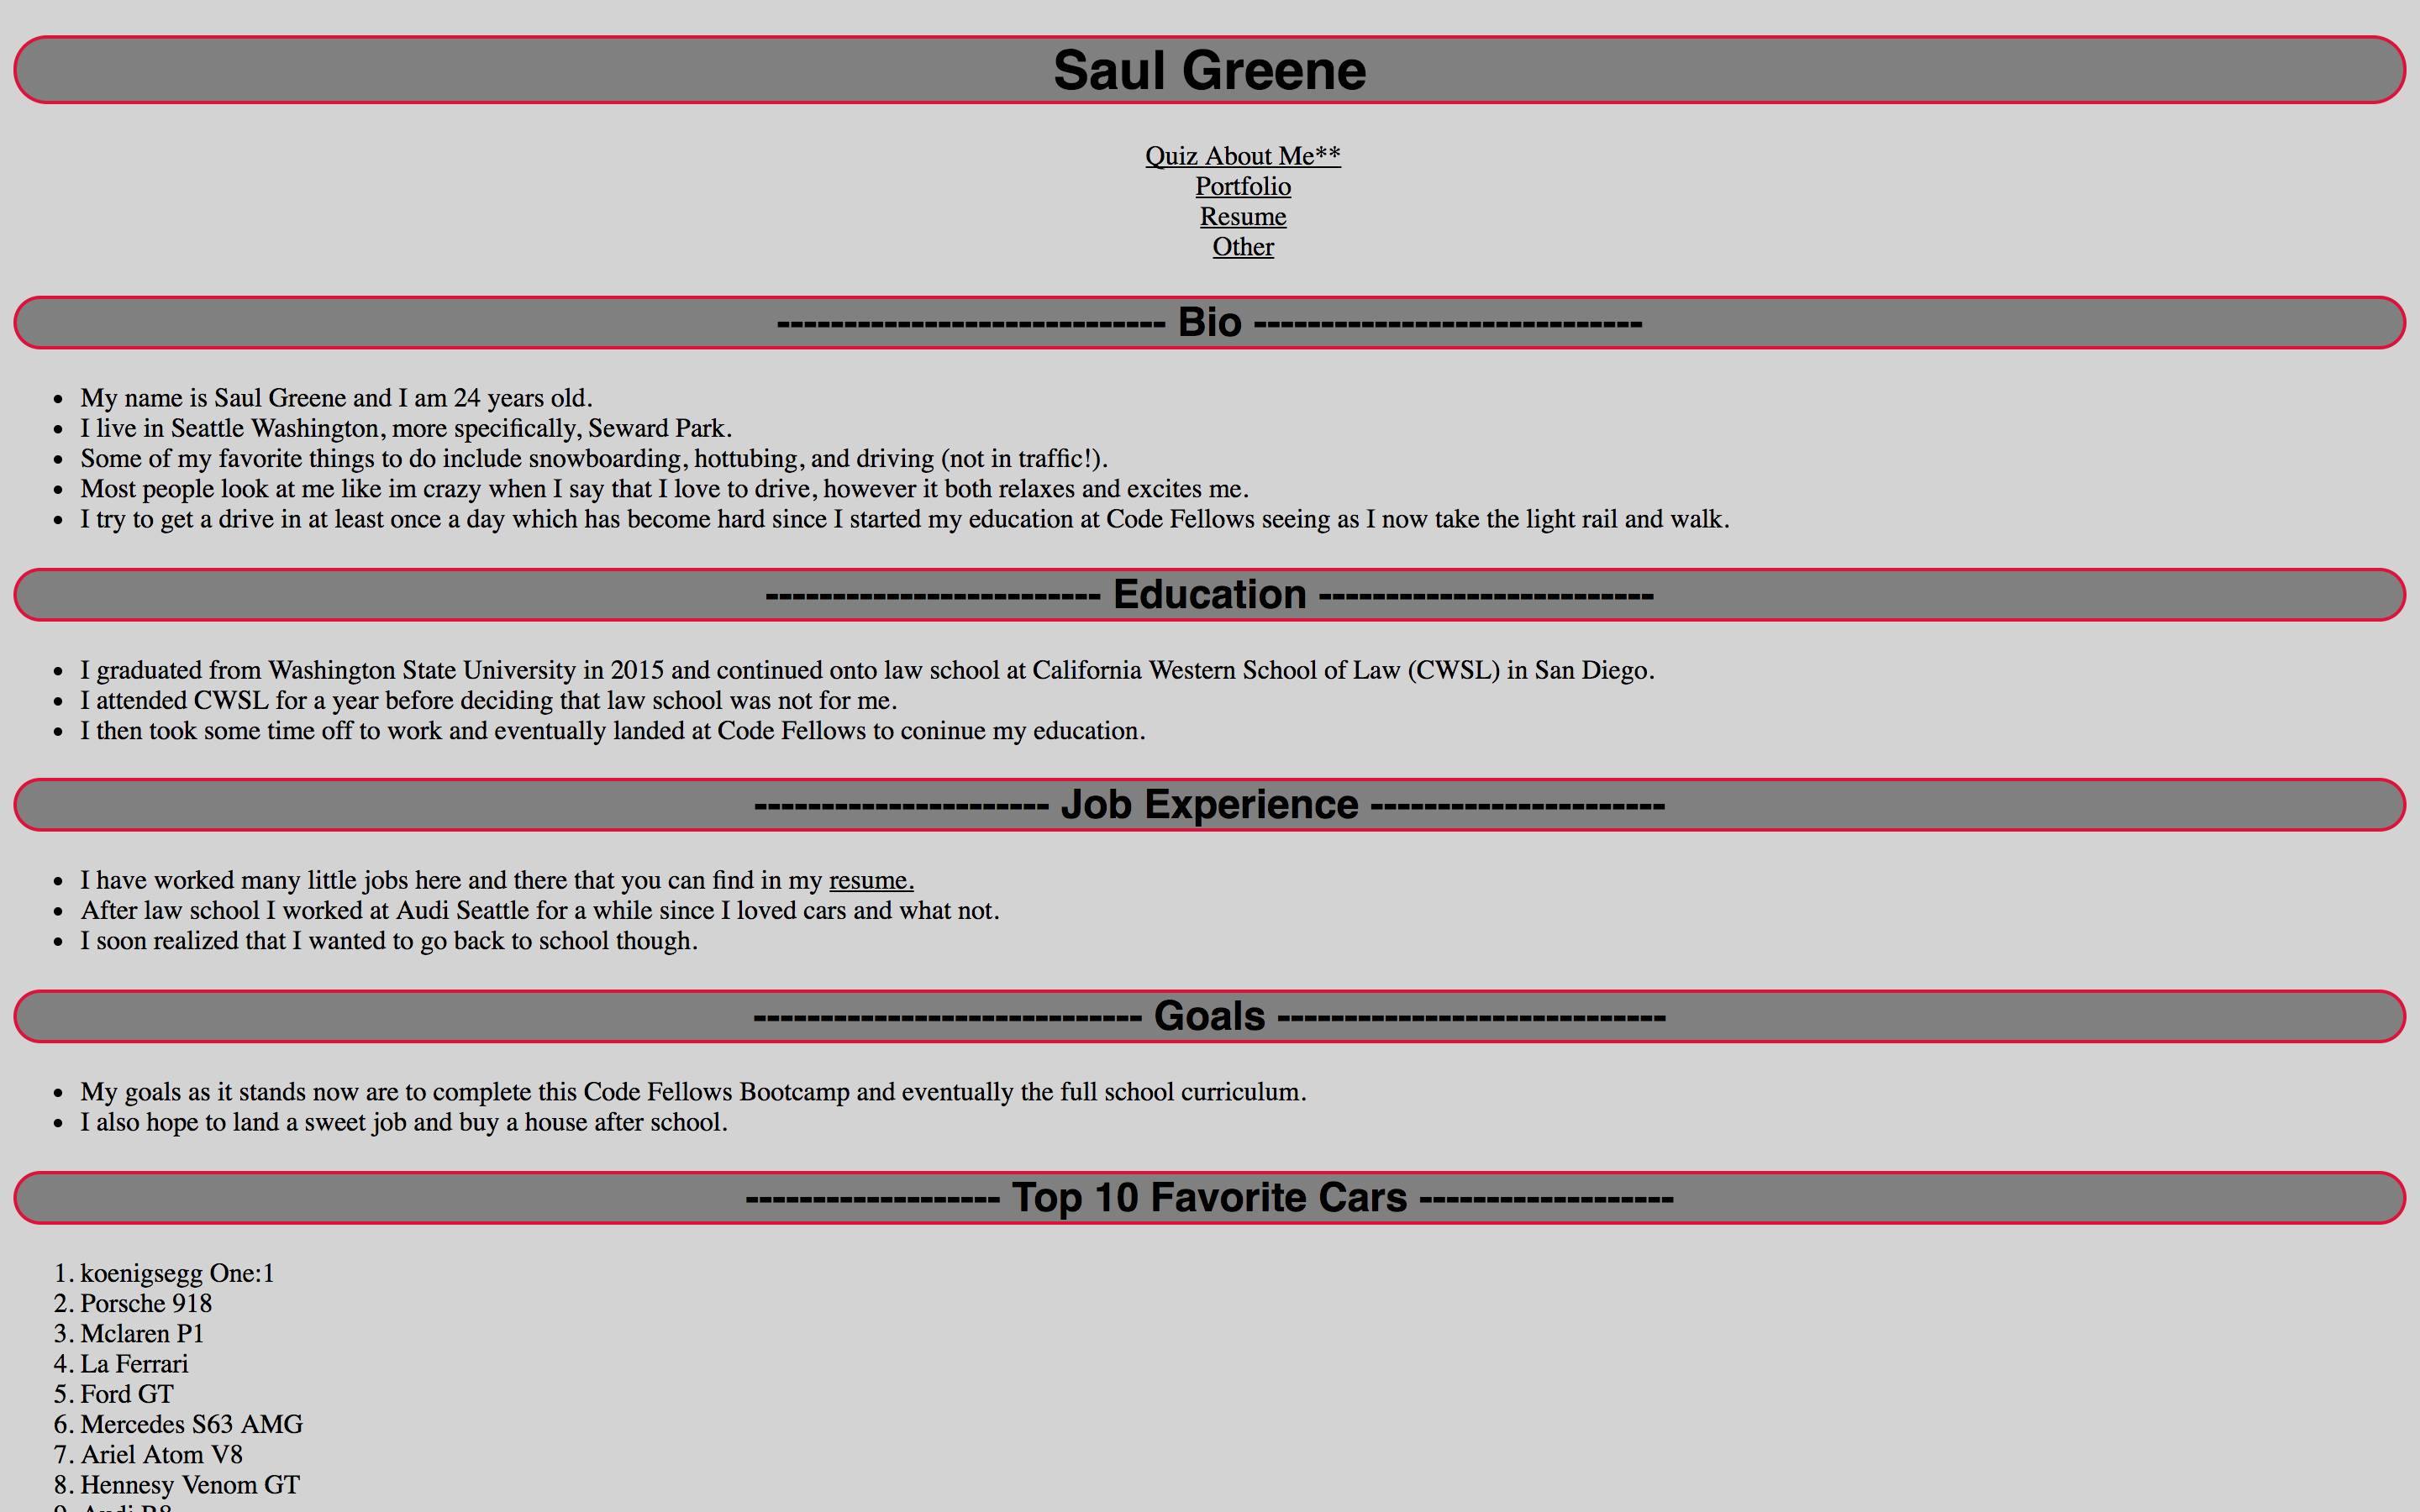 Saul Greene
Quiz About Me**
Portfolio
Resume
Other
----------------------------- Bio -----------------------------
• My name is Saul Greene and I am 24 years old.
• I live in Seattle Washington, more specifically, Seward Park.
• Some of my favorite things to do include snowboarding, hottubing, and driving (not in traffic!).
• Most people look at me like im crazy when I say that I love to drive, however it both relaxes and excites me.
• I try to get a drive in at least once a day which has become hard since I started my education at Code Fellows seeing as I now take the light rail and walk.
------------------------- Education -------------------------
• I graduated from Washington State University in 2015 and continued onto law school at California Western School of Law (CWSL) in San Diego.
• I attended CWSL for a year before deciding that law school was not for me.
• I then took some time off to work and eventually landed at Code Fellows to coninue my education.
---------------------- Job Experience ----------------------
• I have worked many little jobs here and there that you can find in my resume.
• After law school I worked at Audi Seattle for a while since I loved cars and what not.
• I soon realized that I wanted to go back to school though.
----------------------------- Goals -----------------------------
• My goals as it stands now are to complete this Code Fellows Bootcamp and eventually the full school curriculum.
• I also hope to land a sweet job and buy a house after school.
------------------- Top 10 Favorite Cars -------------------
1. koenigsegg One:1
2. Porsche 918
3. Mclaren P1
4. La Ferrari
5. Ford GT
6. Mercedes S63 AMG
7. Ariel Atom V8
8. Hennesy Venom GT
9. Audi R8